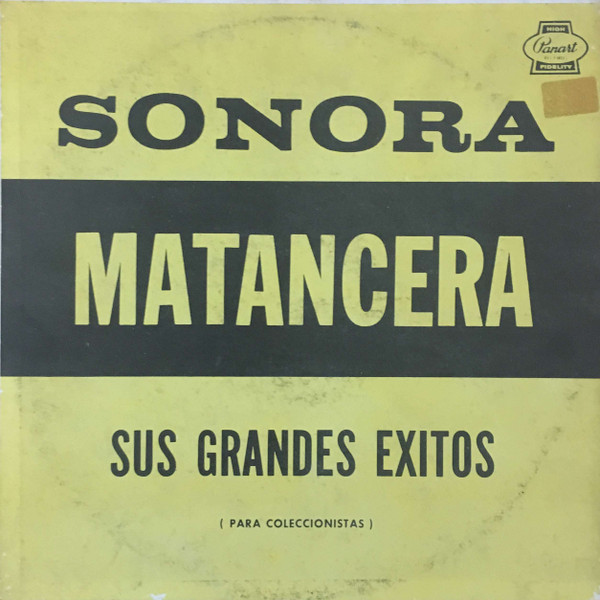 HIGH
Panart
FIDELITY
SONORA
MATANCERA
SUS GRANDES EXITOS
( PARA COLECCIONISTAS )